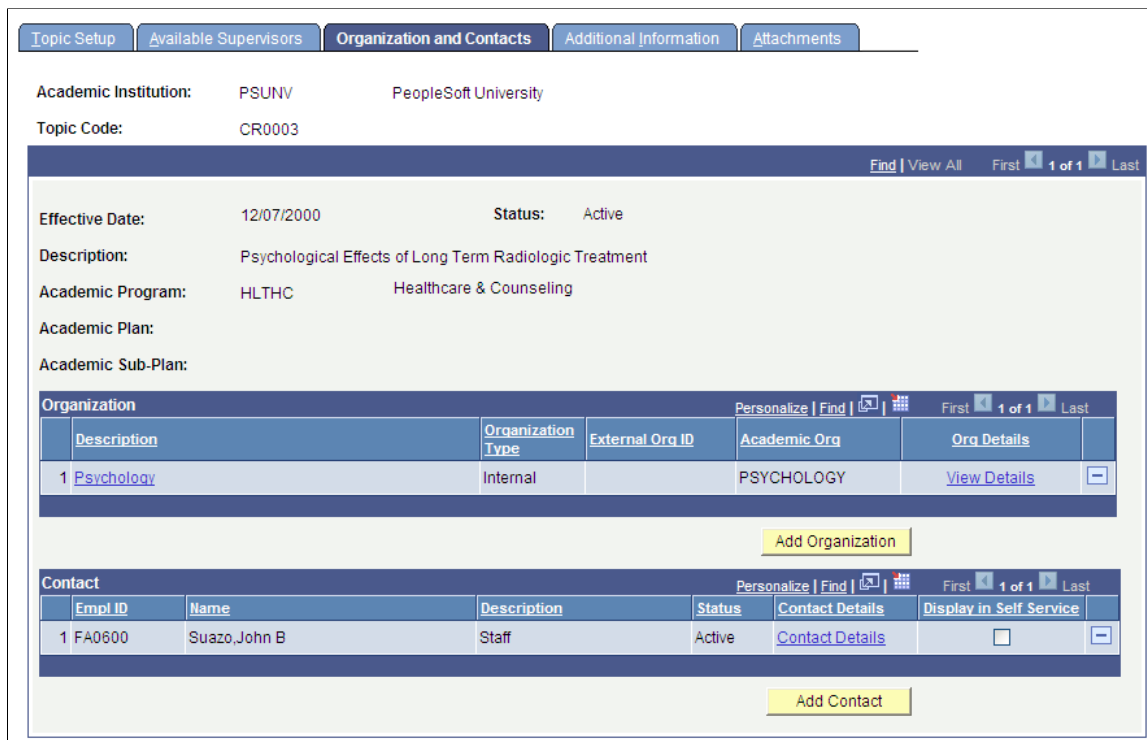 Topic Setup Available Supervisors Organization and Contacts Additional Information Attachments
Academic Institution: PSUNV PeopleSoft University
Topic Code: CR0003
Find | View All First 1 of 1 Last
Effective Date: 12/07/2000 Status: Active
Description: Psychological Effects of Long Term Radiologic Treatment
Academic Program: HLTHC Healthcare & Counseling
Academic Plan:
Academic Sub-Plan:
Organization Personalize | Find | | First 1 of 1 Last
Description Organization Type External Org ID Academic Org Org Details
1 Psychology Internal PSYCHOLOGY View Details
Add Organization
Contact Personalize | Find | | First 1 of 1 Last
Empl ID Name Description Status Contact Details Display in Self Service
1 FA0600 Suazo,John B Staff Active Contact Details
Add Contact